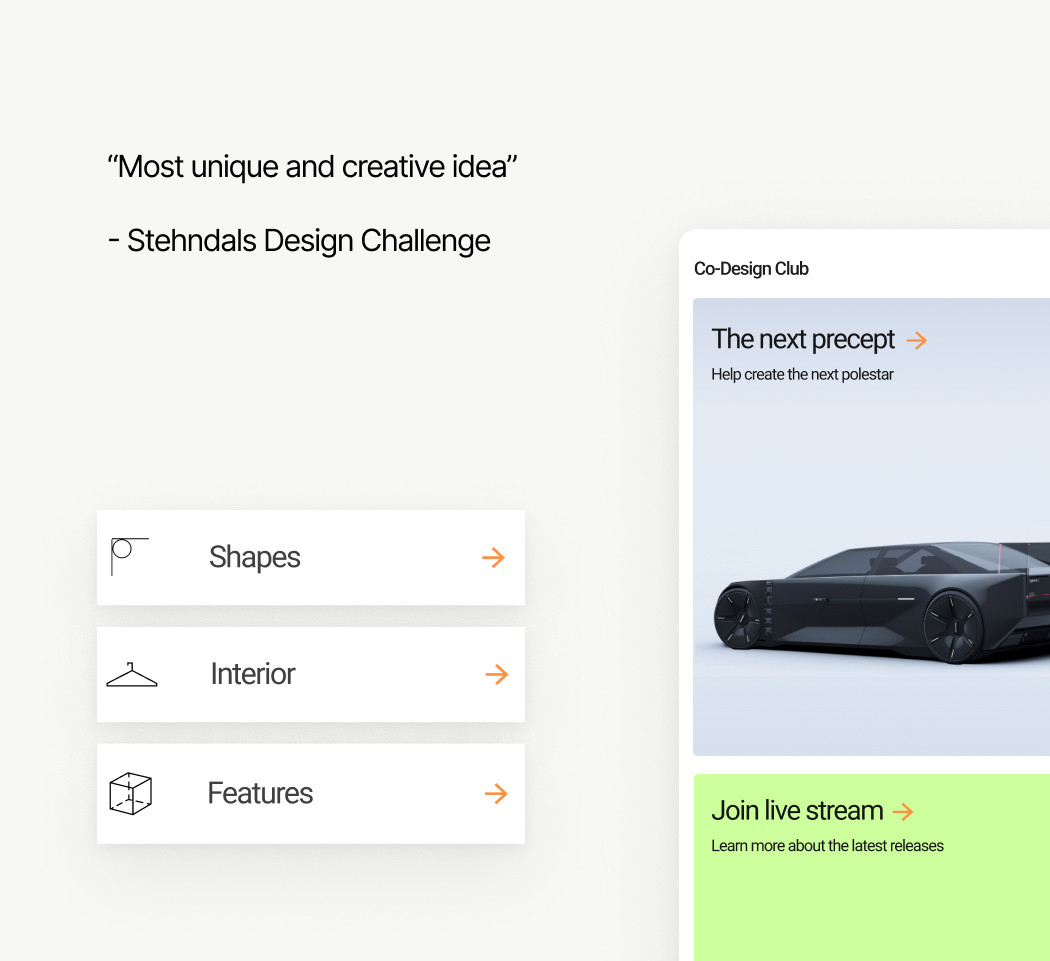 “Most unique and creative idea”
- Stehndals Design Challenge
Shapes
Interior
Features
Co-Design Club
The next precept
Help create the next polestar
Join live stream
Learn more about the latest releases